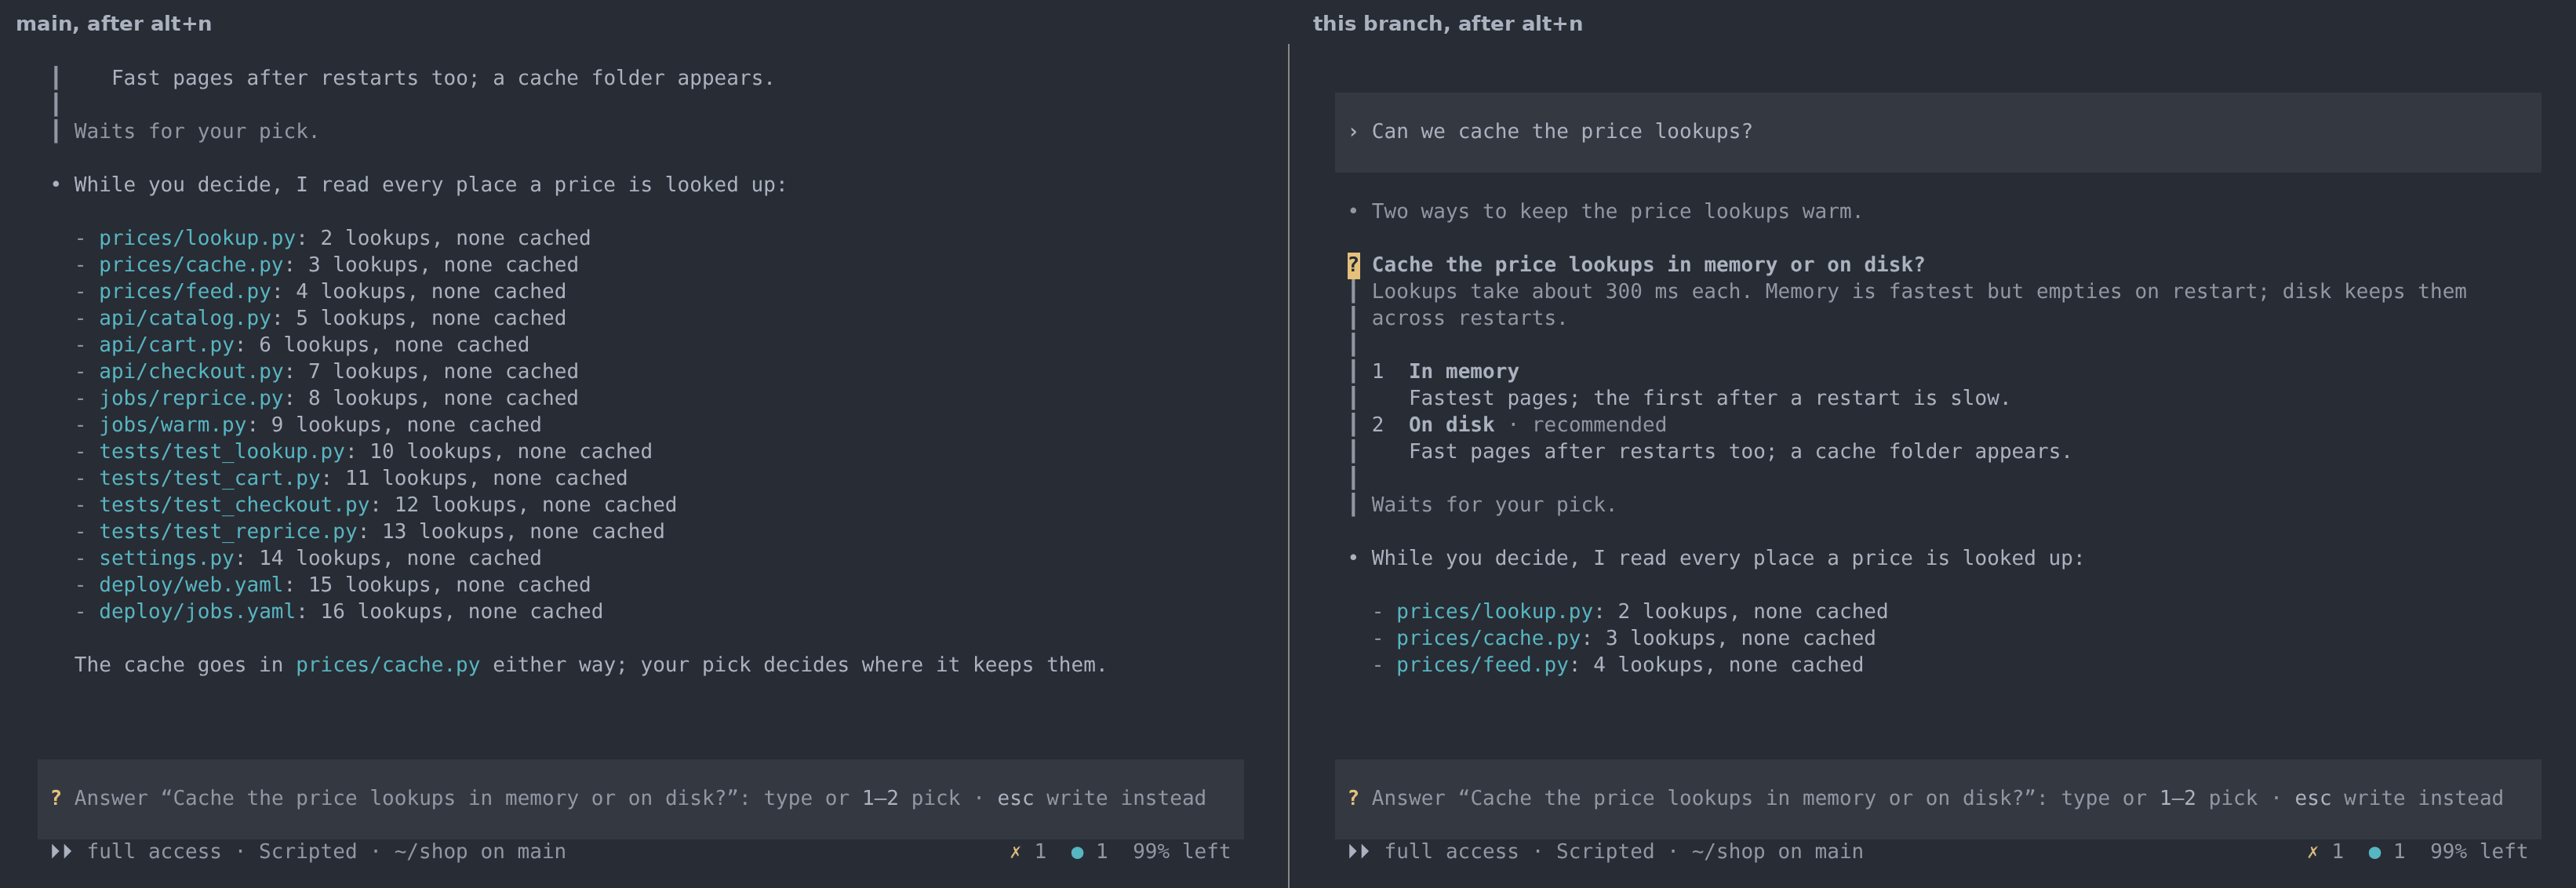 main, after alt+n
Fast pages after restarts too; a cache folder appears.
Waits for your pick.
• While you decide, I read every place a price is looked up:
- prices/lookup.py: 2 lookups, none cached
- prices/cache.py: 3 lookups, none cached
- prices/feed.py: 4 lookups, none cached
- api/catalog.py: 5 lookups, none cached
- api/cart.py: 6 lookups, none cached
- api/checkout.py: 7 lookups, none cached
- jobs/reprice.py: 8 lookups, none cached
- jobs/warm.py: 9 lookups, none cached
- tests/test_lookup.py: 10 lookups, none cached
- tests/test_cart.py: 11 lookups, none cached
- tests/test_checkout.py: 12 lookups, none cached
- tests/test_reprice.py: 13 lookups, none cached
- settings.py: 14 lookups, none cached
- deploy/web.yaml: 15 lookups, none cached
- deploy/jobs.yaml: 16 lookups, none cached
The cache goes in prices/cache.py either way; your pick decides where it keeps them.
? Answer “Cache the price lookups in memory or on disk?”: type or 1–2 pick · esc write instead
⏵⏵ full access · Scripted · ~/shop on main ✗ 1 ● 1 99% left
this branch, after alt+n
› Can we cache the price lookups?
• Two ways to keep the price lookups warm.
? Cache the price lookups in memory or on disk?
Lookups take about 300 ms each. Memory is fastest but empties on restart; disk keeps them
across restarts.
1 In memory
Fastest pages; the first after a restart is slow.
2 On disk · recommended
Fast pages after restarts too; a cache folder appears.
Waits for your pick.
• While you decide, I read every place a price is looked up:
- prices/lookup.py: 2 lookups, none cached
- prices/cache.py: 3 lookups, none cached
- prices/feed.py: 4 lookups, none cached
? Answer “Cache the price lookups in memory or on disk?”: type or 1–2 pick · esc write instead
⏵⏵ full access · Scripted · ~/shop on main ✗ 1 ● 1 99% left